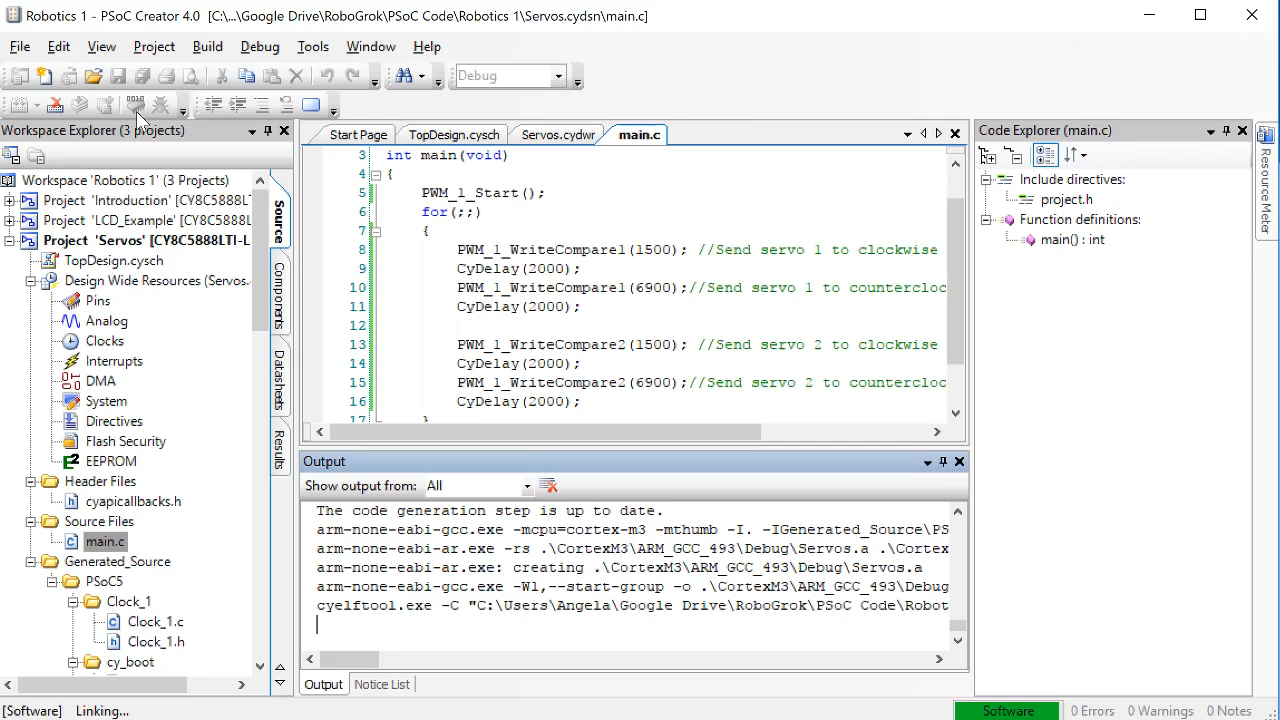 Robotics 1 - PSoC Creator 4.0 [C:\...\Google Drive\RoboGrok\PSoC Code\Robotics 1\Servos.cydsn\main.c]
File Edit View Project Build Debug Tools Window Help
Debug
Workspace Explorer (3 projects)
Workspace 'Robotics 1' (3 Projects)
Project 'Introduction' [CY8C5888LT
Project 'LCD_Example' [CY8C5888L
Project 'Servos' [CY8C5888LTI-L
TopDesign.cysch
Design Wide Resources (Servos.
Pins
Analog
Clocks
Interrupts
DMA
System
Directives
Flash Security
EEPROM
Header Files
cyapicallbacks.h
Source Files
main.c
Generated_Source
PSoC5
Clock_1
Clock_1.c
Clock_1.h
cy_boot
Source
Components
Datasheets
Results
Start Page TopDesign.cysch Servos.cydwr main.c
3 int main(void)
4 {
5 PWM_1_Start();
6 for(;;)
7 {
8 PWM_1_WriteCompare1(1500); //Send servo 1 to clockwise
9 CyDelay(2000);
10 PWM_1_WriteCompare1(6900);//Send servo 1 to countercloc
11 CyDelay(2000);
12
13 PWM_1_WriteCompare2(1500); //Send servo 2 to clockwise
14 CyDelay(2000);
15 PWM_1_WriteCompare2(6900);//Send servo 2 to countercloc
16 CyDelay(2000);
17 }
Output
Show output from: All
The code generation step is up to date.
arm-none-eabi-gcc.exe -mcpu=cortex-m3 -mthumb -I. -IGenerated_Source\PS
arm-none-eabi-ar.exe -rs .\CortexM3\ARM_GCC_493\Debug\Servos.a .\Cortex
arm-none-eabi-ar.exe: creating .\CortexM3\ARM_GCC_493\Debug\Servos.a
arm-none-eabi-gcc.exe -Wl,--start-group -o .\CortexM3\ARM_GCC_493\Debug
cyelftool.exe -C "C:\Users\Angela\Google Drive\RoboGrok\PSoC Code\Robot
Output Notice List
Code Explorer (main.c)
Include directives:
project.h
Function definitions:
main() : int
Resource Meter
[Software] Linking...
Software 0 Errors 0 Warnings 0 Notes